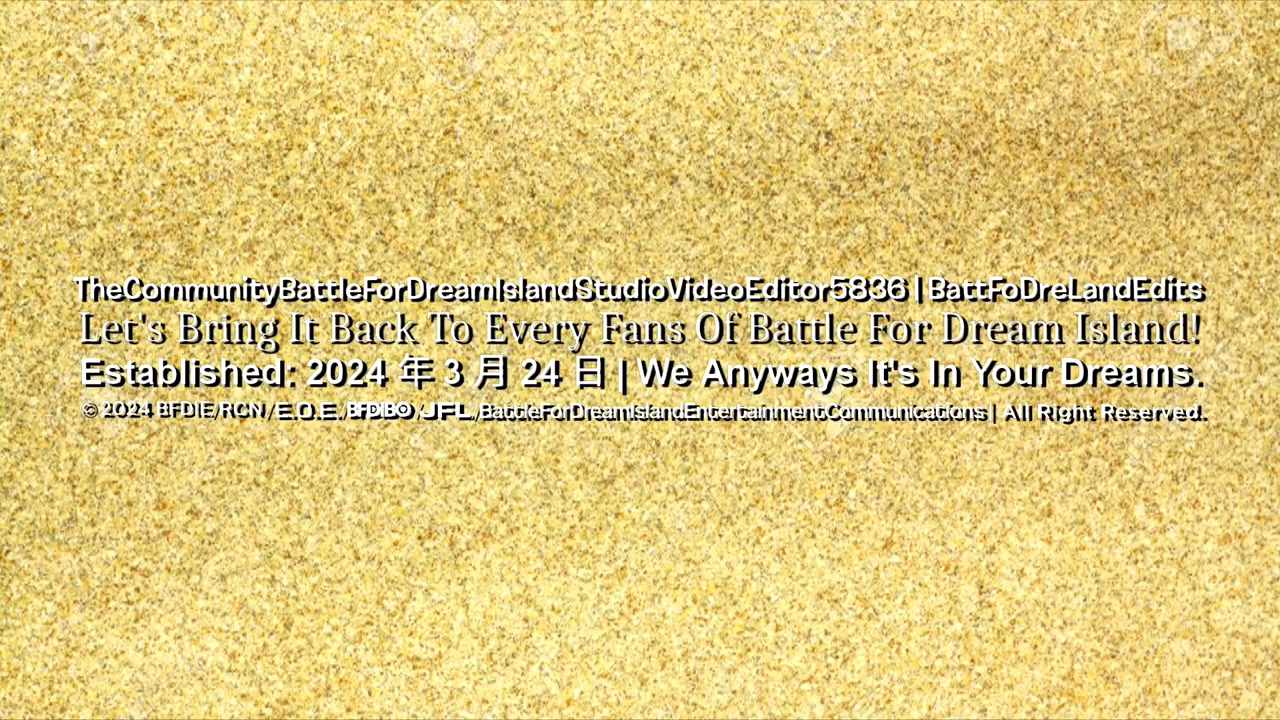 TheCommunityBattleForDreamIslandStudioVideoEditor5836 | BattFoDreLandEdits
Let's Bring It Back To Every Fans Of Battle For Dream Island!
Established: 2024 年 3 月 24 日 | We Anyways It's In Your Dreams.
© 2024 BFDIE/RCN/E.O.E./BFDIBO/JFL/BattleForDreamIslandEntertainmentCommunications | All Right Reserved.